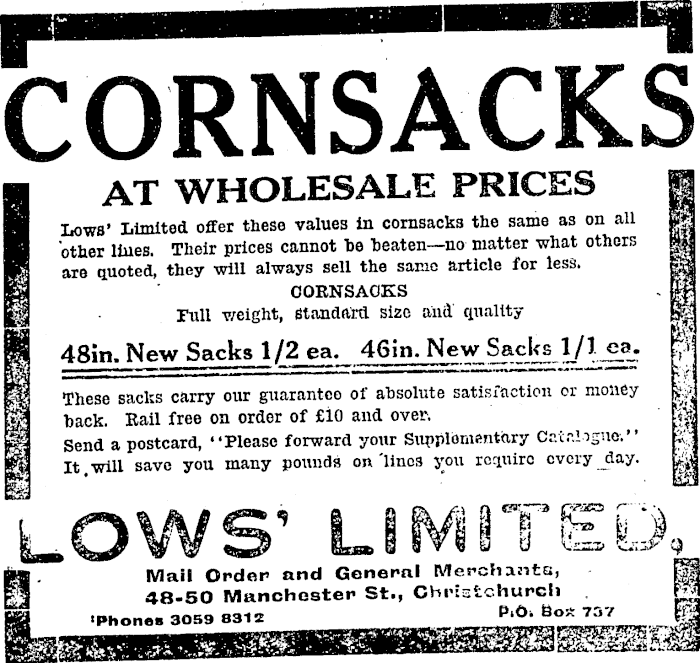 CORNSACKS
AT WHOLESALE PRICES
Lows' Limited offer these values in cornsacks the same as on all
other lines. Their prices cannot be beaten—no matter what others
are quoted, they will always sell the same article for less.
CORNSACKS
Full weight, standard size and quality
48in. New Sacks 1/2 ea. 46in. New Sacks 1/1 ea.
These sacks carry our guarantee of absolute satisfaction or money
back. Rail free on order of £10 and over.
Send a postcard, "Please forward your Supplementary Catalogue."
It will save you many pounds on lines you require every day.
LOWS' LIMITED,
Mail Order and General Merchants,
48-50 Manchester St., Christchurch
'Phones 3059 8312 P.O. Box 737